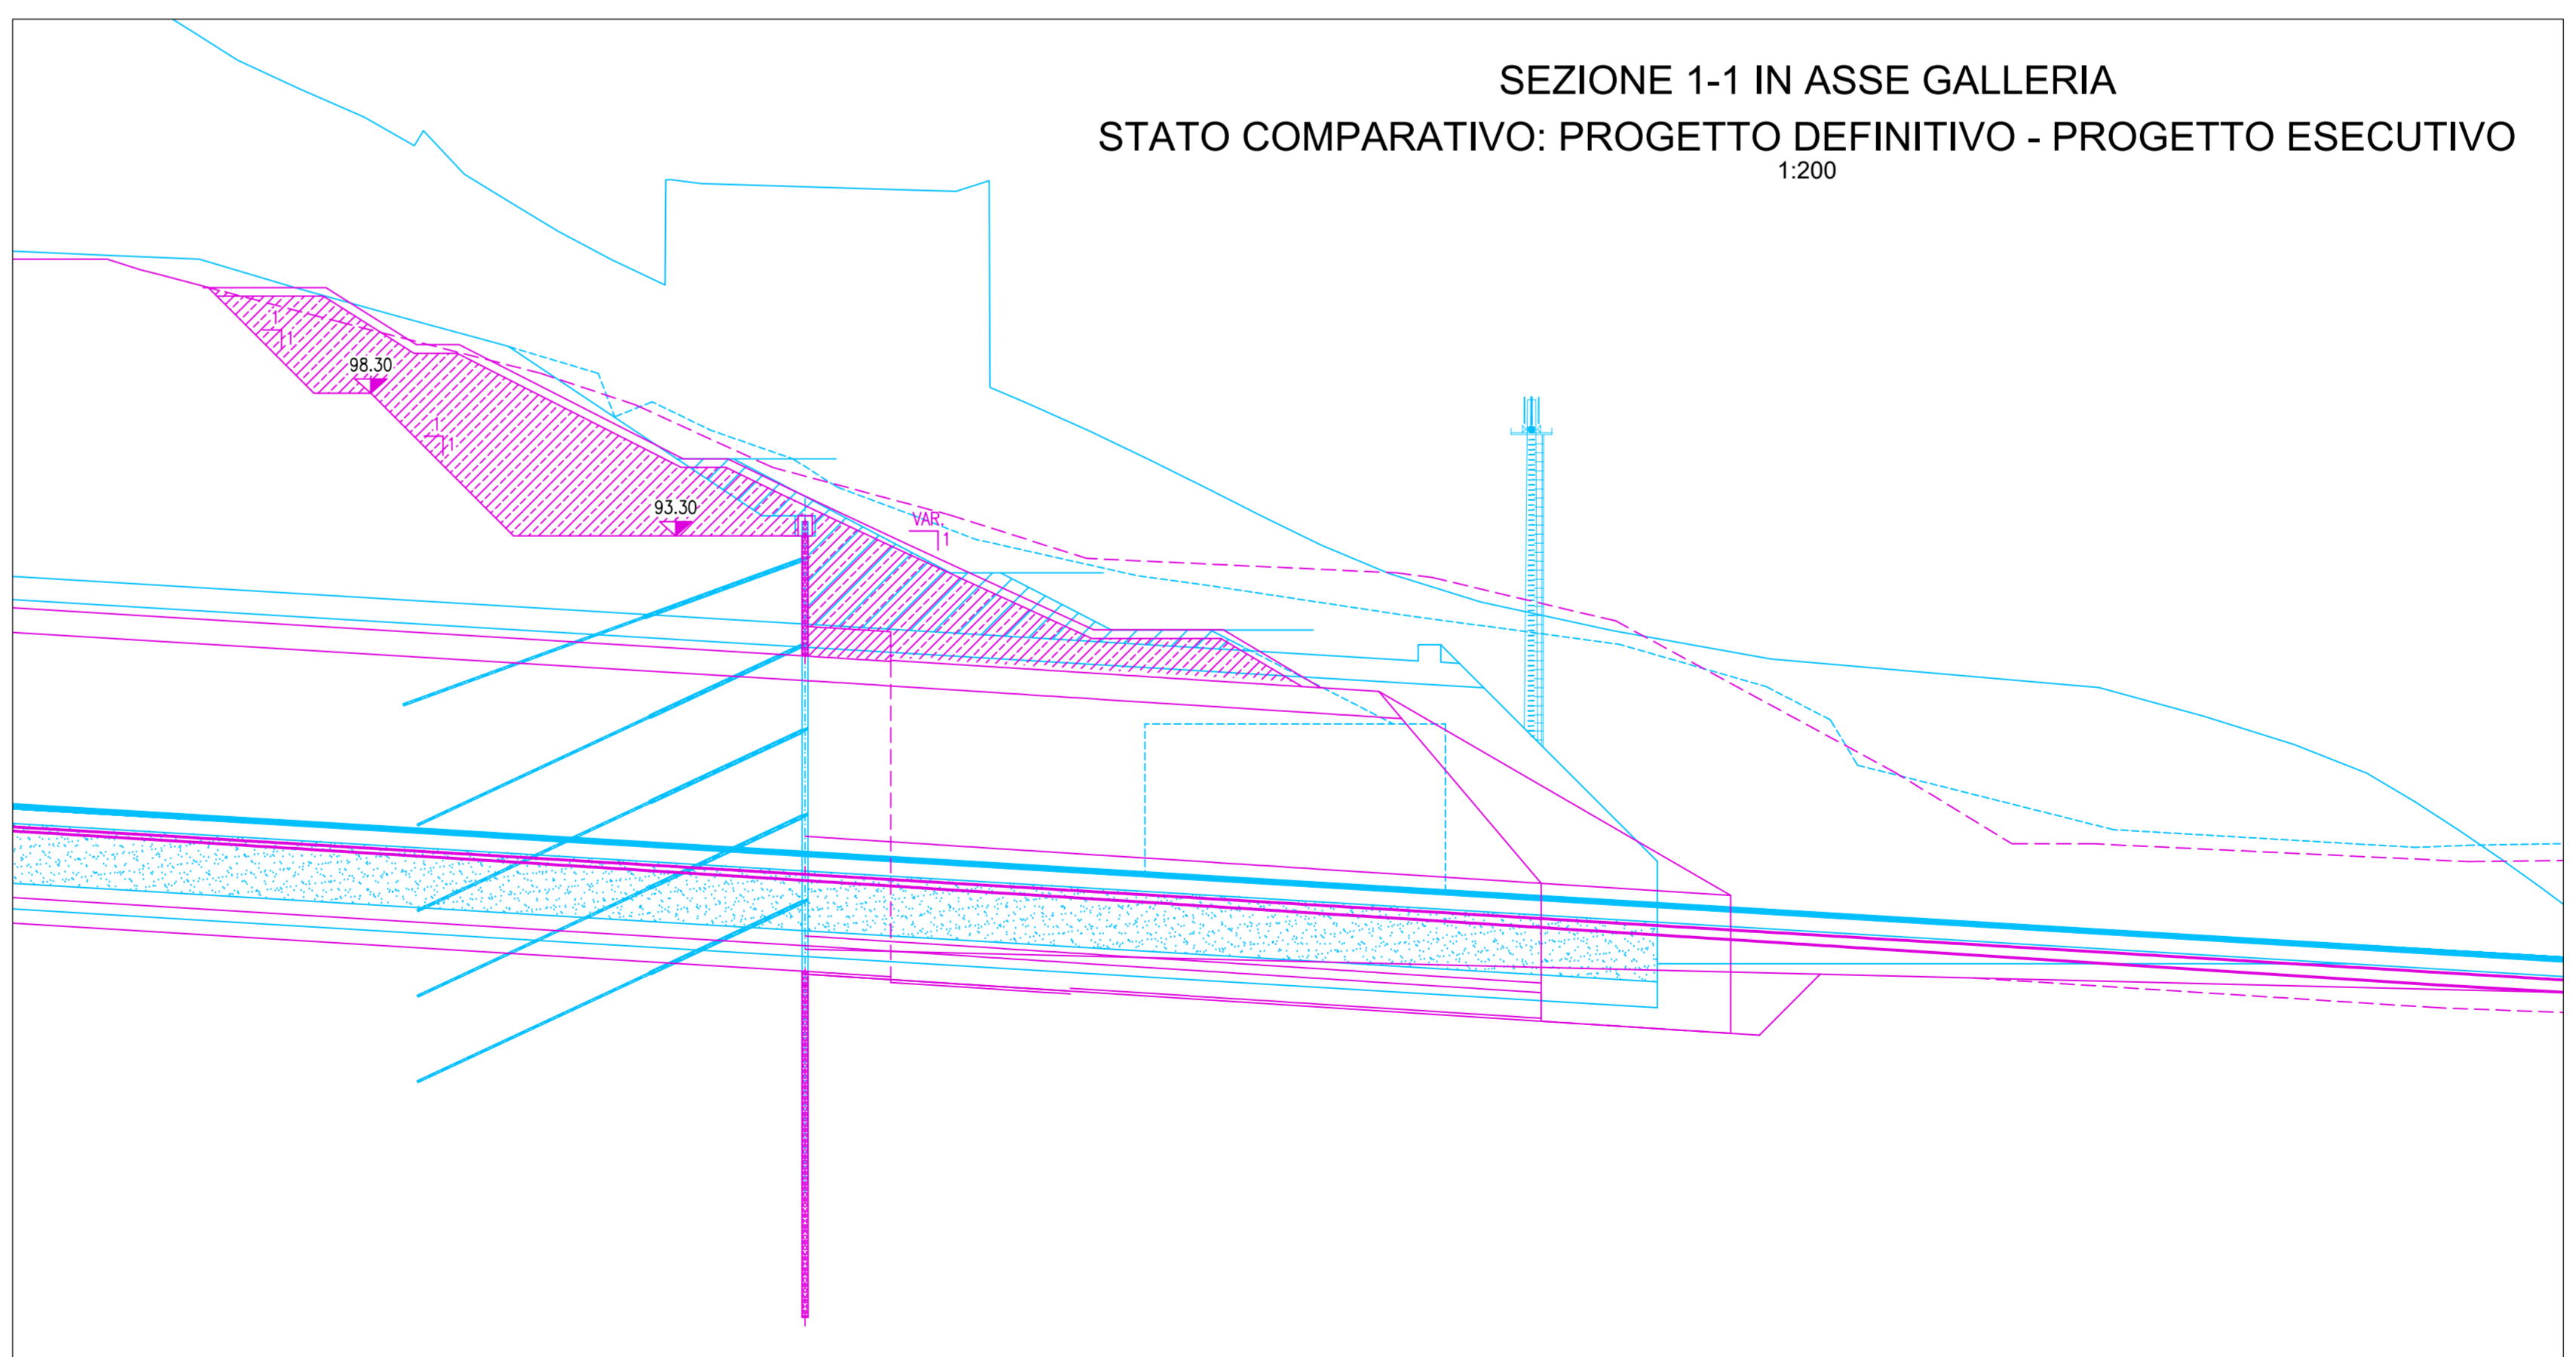 SEZIONE 1-1 IN ASSE GALLERIA
STATO COMPARATIVO: PROGETTO DEFINITIVO - PROGETTO ESECUTIVO
1:200
1
1
98.30
1
1
93.30
VAR.
1